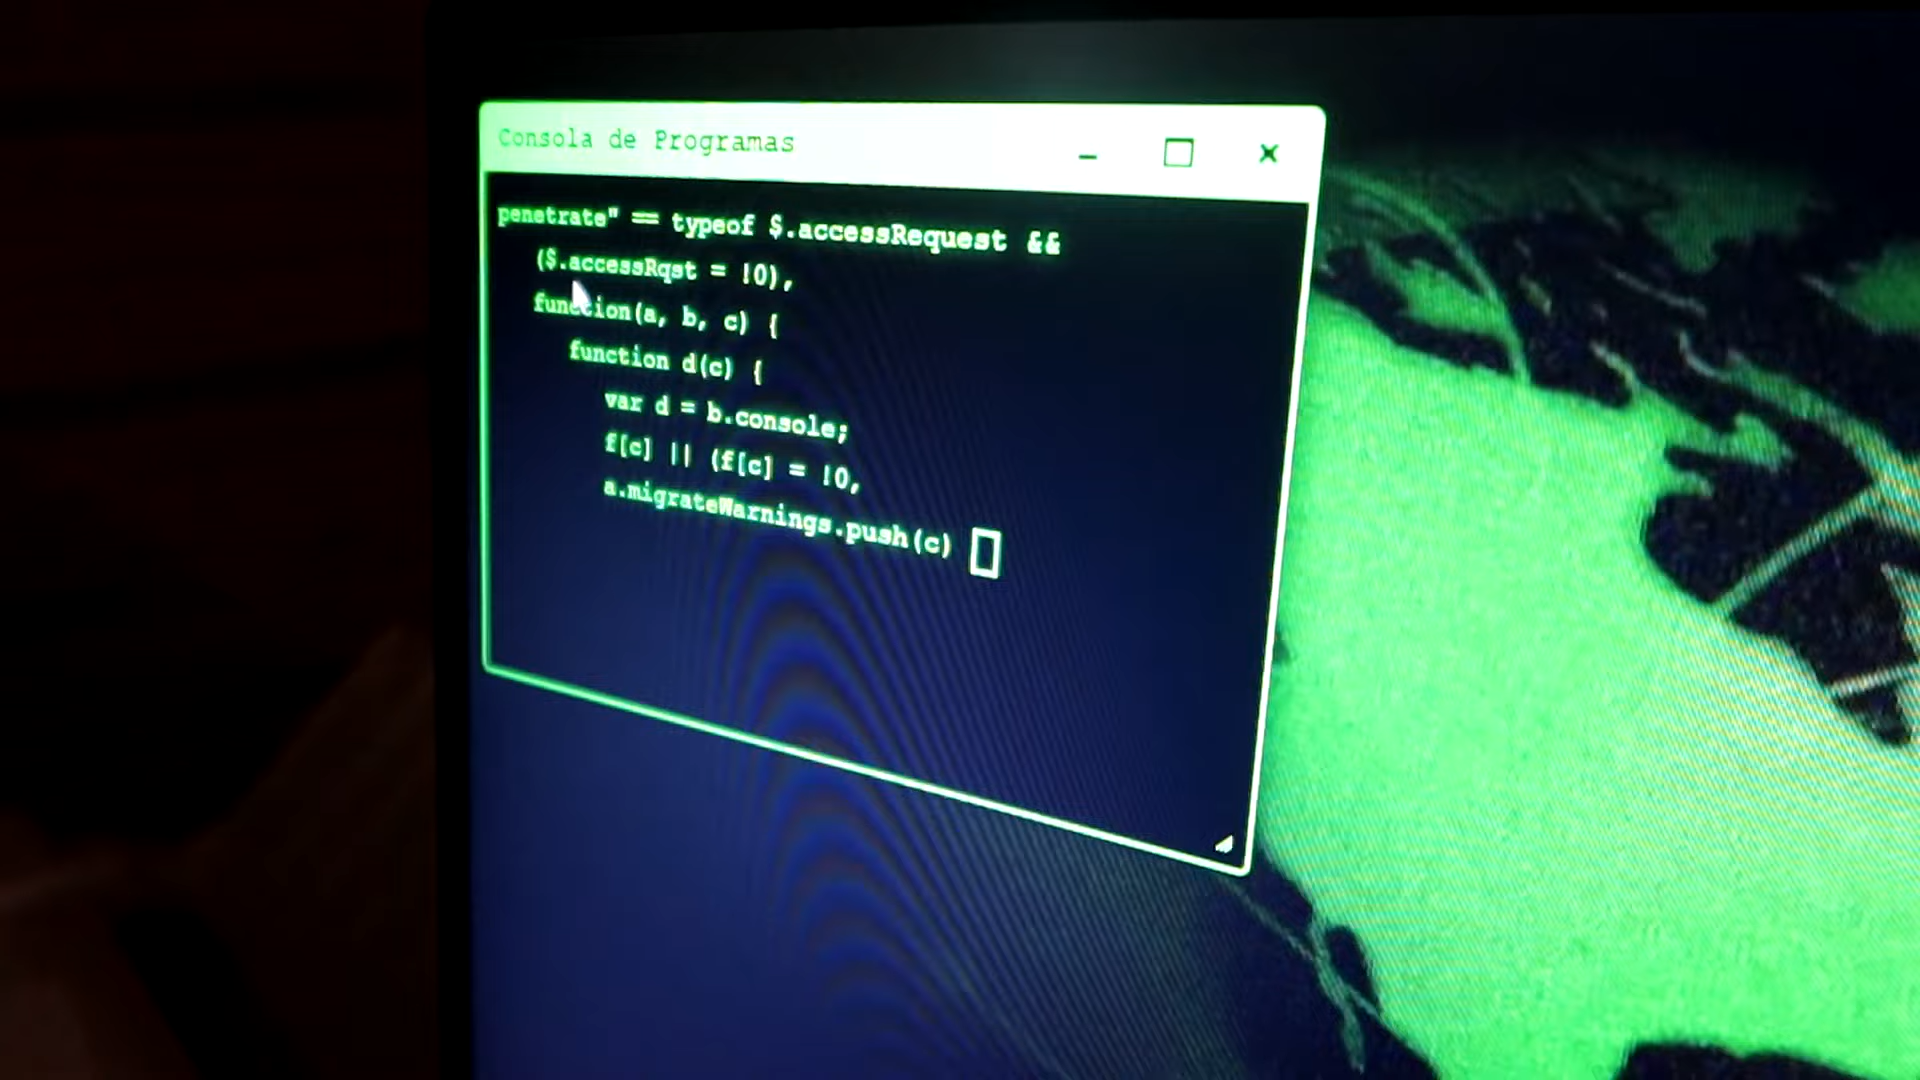 Consola de Programas
penetrate" == typeof $.accessRequest &&
($.accessRqst = !0),
function(a, b, c) {
function d(c) {
var d = b.console;
f[c] || (f[c] = !0,
a.migrateWarnings.push(c)